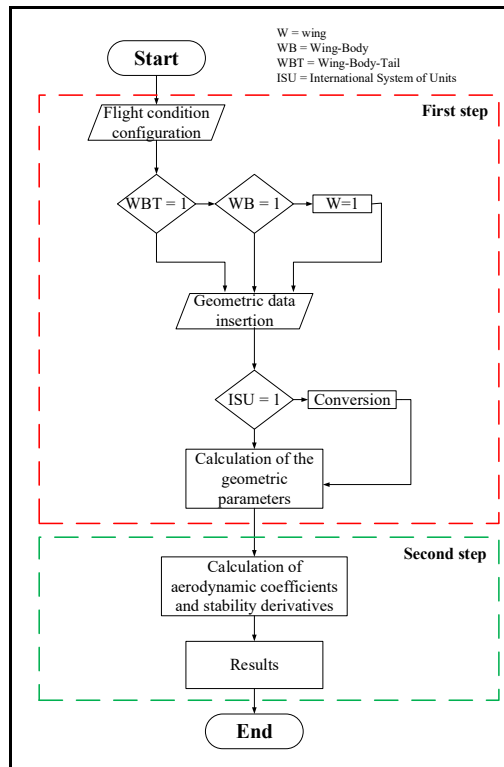 Start
W = wing
WB = Wing-Body
WBT = Wing-Body-Tail
ISU = International System of Units
First step
Flight condition
configuration
WBT = 1
WB = 1
W=1
Geometric data
insertion
ISU = 1
Conversion
Calculation of the
geometric
parameters
Second step
Calculation of
aerodynamic coefficients
and stability derivatives
Results
End